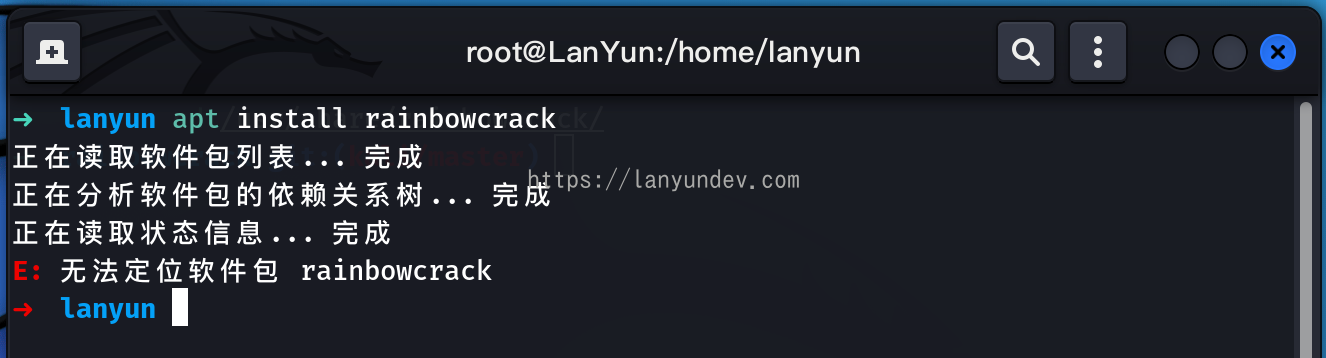 root@LanYun:/home/lanyun
➜ lanyun apt install rainbowcrack
正在读取软件包列表... 完成
https://lanyundev.com
正在分析软件包的依赖关系树... 完成
正在读取状态信息... 完成
E: 无法定位软件包 rainbowcrack
➜ lanyun